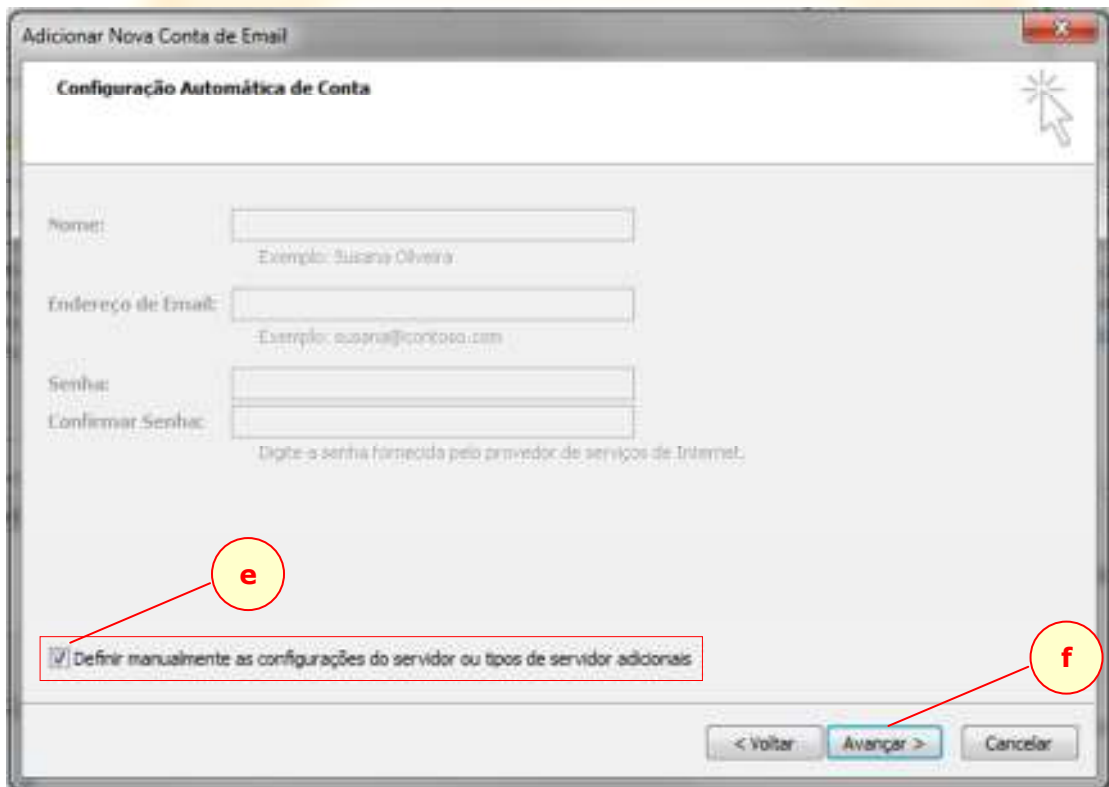 Adicionar Nova Conta de Email
Configuração Automática de Conta
Nome:
Exemplo: Susana Oliveira
Endereço de Email:
Exemplo: susana@contoso.com
Senha:
Confirmar Senha:
Digite a senha fornecida pelo provedor de serviços de Internet.
e
Definir manualmente as configurações do servidor ou tipos de servidor adicionais
f
< Voltar
Avançar >
Cancelar